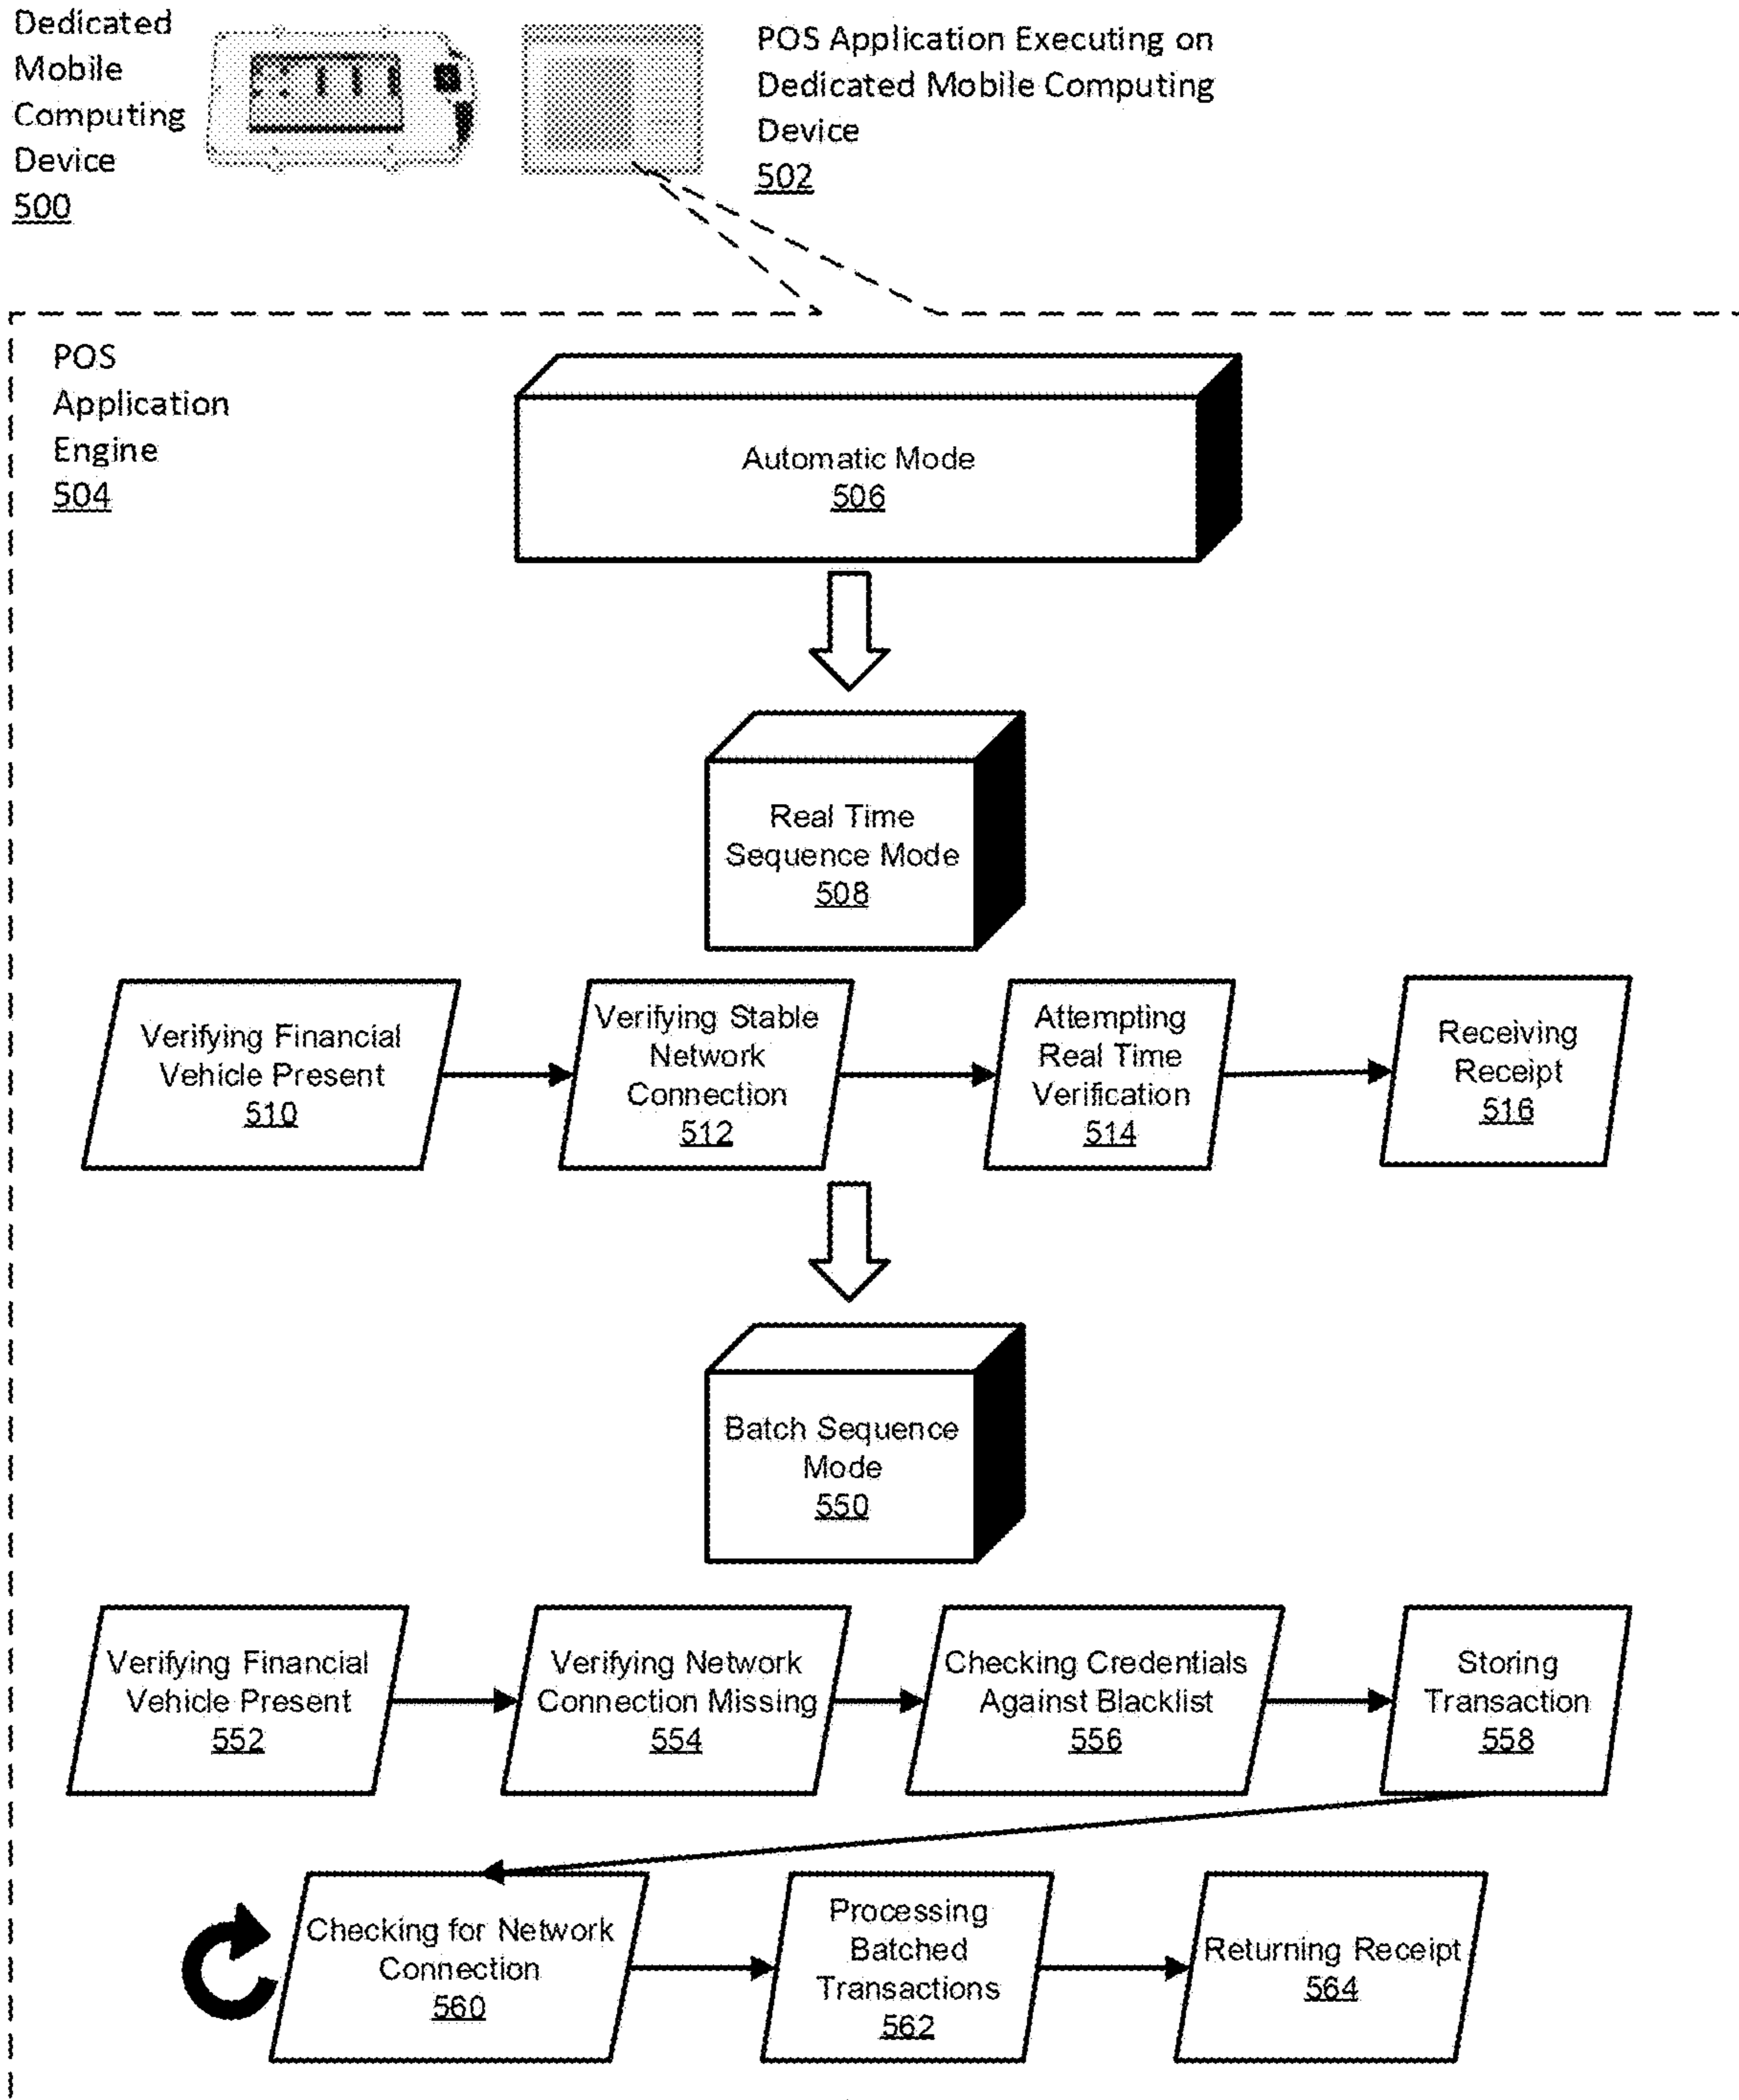 Dedicated
Mobile
Computing
Device
500
POS Application Executing on
Dedicated Mobile Computing
Device
502
POS
Application
Engine
504
Automatic Mode
506
Real Time
Sequence Mode
508
Verifying Financial
Vehicle Present
510
Verifying Stable
Network
Connection
512
Attempting
Real Time
Verification
514
Receiving
Receipt
516
Batch Sequence
Mode
550
Verifying Financial
Vehicle Present
552
Verifying Network
Connection Missing
554
Checking Credentials
Against Blacklist
556
Storing
Transaction
558
Checking for Network
Connection
560
Processing
Batched
Transactions
562
Returning Receipt
564